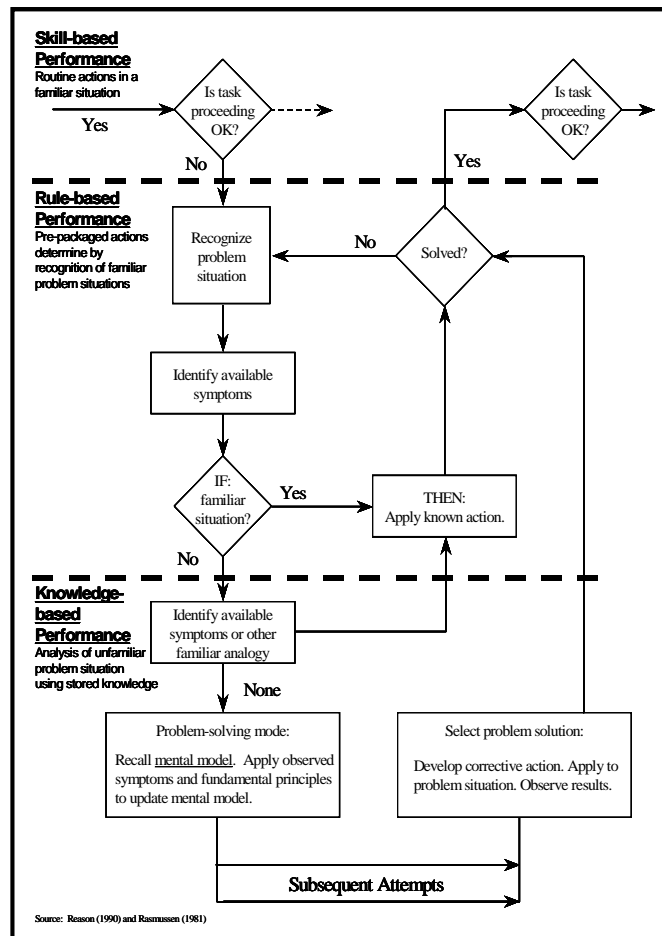 Skill-based
Performance
Routine actions in a
familiar situation
Yes
Is task
proceeding
OK?
No
Yes
Is task
proceeding
OK?
Rule-based
Performance
Pre-packaged actions
determine by
recognition of familiar
problem situations
Recognize
problem
situation
No
Solved?
Identify available
symptoms
IF:
familiar
situation?
Yes
THEN:
Apply known action.
No
Knowledge-
based
Performance
Analysis of unfamiliar
problem situation
using stored knowledge
Identify available
symptoms or other
familiar analogy
None
Problem-solving mode:
Recall mental model. Apply observed
symptoms and fundamental principles
to update mental model.
Select problem solution:
Develop corrective action. Apply to
problem situation. Observe results.
Subsequent Attempts
Source: Reason (1990) and Rasmussen (1981)